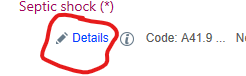 Septic shock (*)
Details Code: A41.9 ...